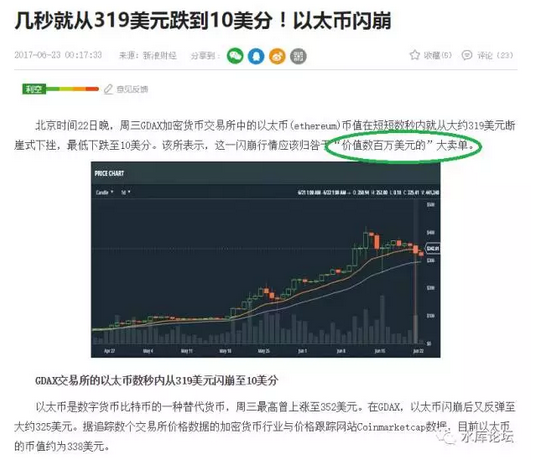 几秒就从319美元跌到10美分！以太币闪崩
2017-06-23 00:17:33 来源：新浪财经 分享到： 收藏(5) 评论（23）
利空 意见反馈
北京时间22日晚，周三GDAX加密货币交易所中的以太币(ethereum)币值在短短数秒内就从大约319美元断
崖式下挫，最低下跌至10美分。该所表示，这一闪崩行情应该归咎于“价值数百万美元的”大卖单。
PRICE CHART
Candle 1d
$500
$400
$300
$200
$100
$0
Apr 27 May 4 May 11 May 18 May 25 Jun 1 Jun 8 Jun 15 Jun 22
GDAX交易所的以太币数秒内从319美元闪崩至10美分
以太币是数字货币比特币的一种替代货币，周三最高曾上涨至352美元。在GDAX，以太币闪崩后又反弹至
大约325美元。据追踪数个交易所价格数据的加密货币行业与价格跟踪网站Coinmarketcap数据，目前以太币
的币值约为338美元。
水库论坛